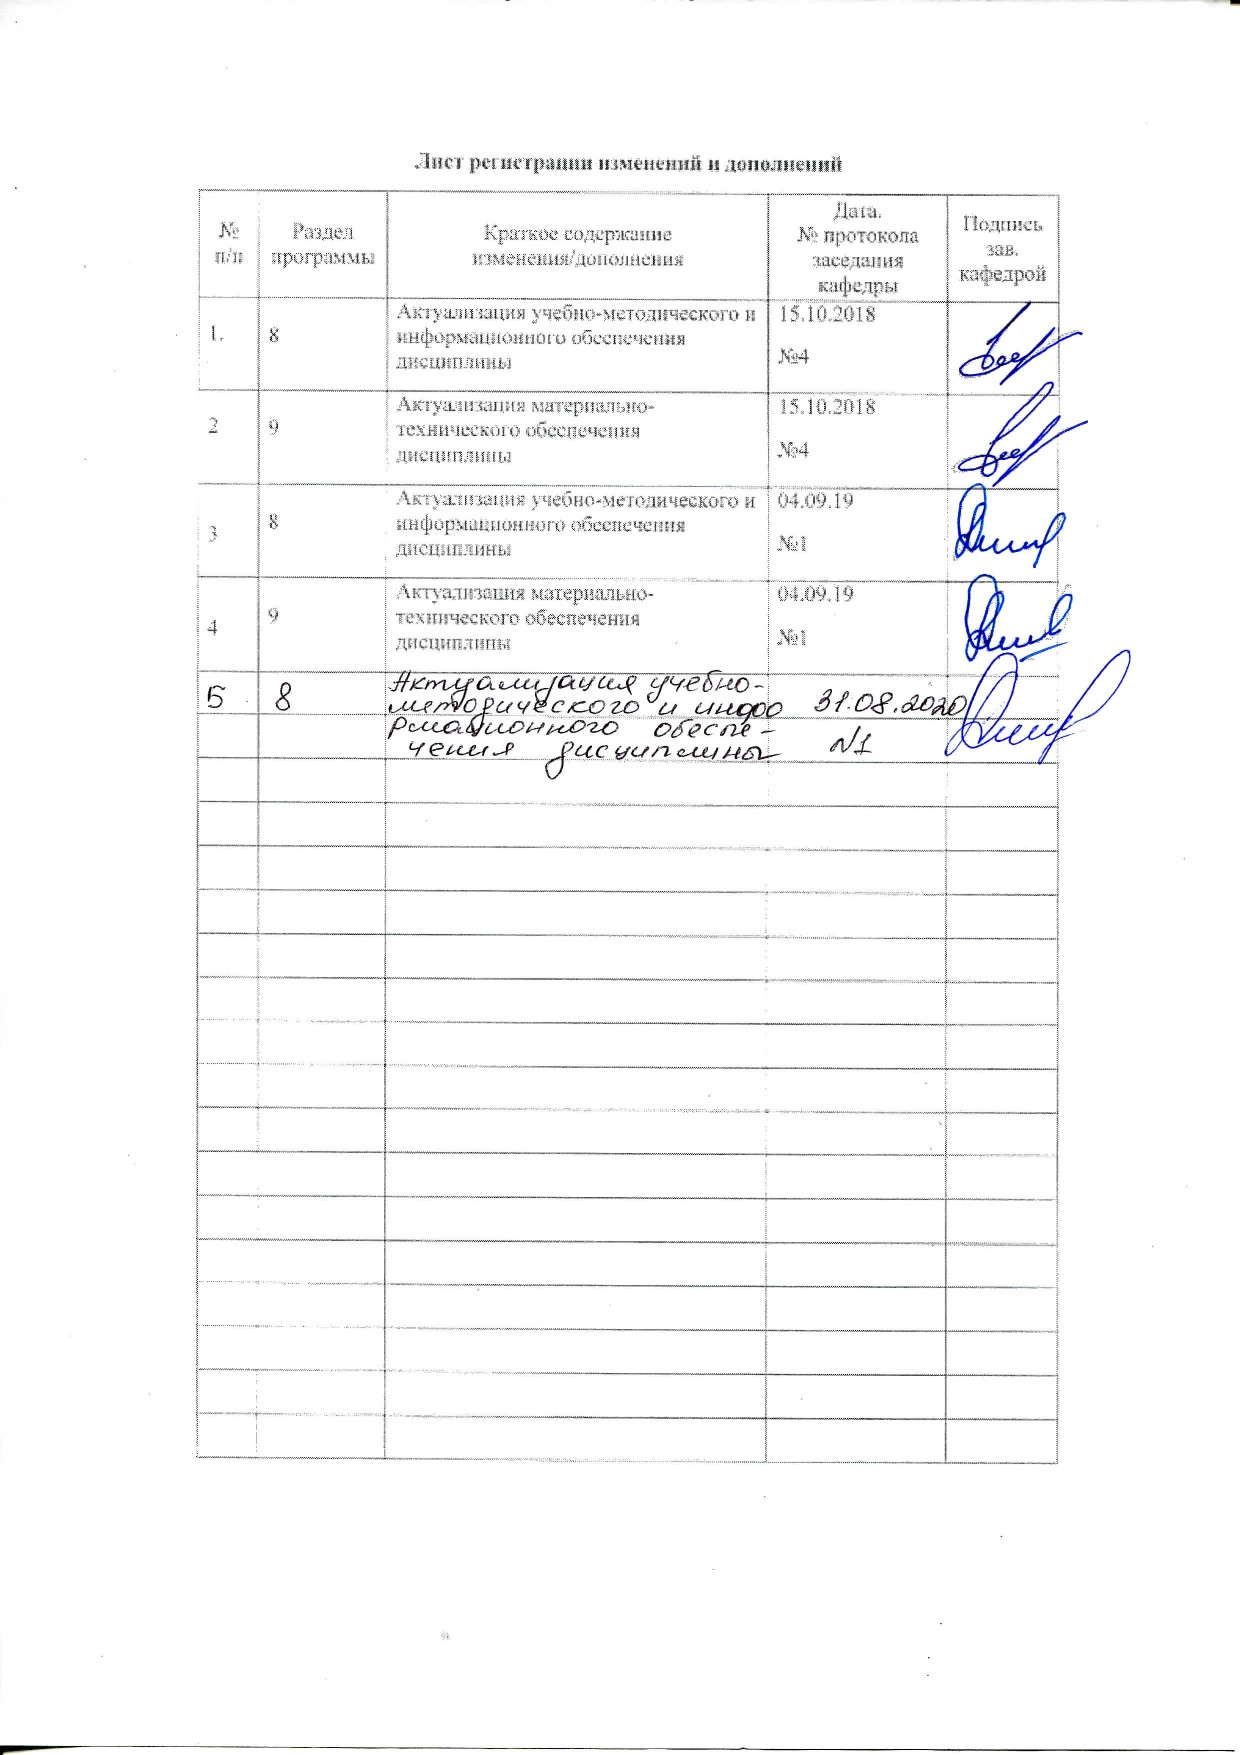 Лист регистрации изменений и дополнений
№
п/п
Раздел
программы
Краткое содержание
изменения/дополнения
Дата.
№ протокола
заседания
кафедры
Подпись
зав.
кафедрой
1.
8
Актуализация учебно-методического и
информационного обеспечения
дисциплины
15.10.2018
№4
2
9
Актуализация материально-
технического обеспечения
дисциплины
15.10.2018
№4
3
8
Актуализация учебно-методического и
информационного обеспечения
дисциплины
04.09.19
№1
4
9
Актуализация материально-
технического обеспечения
дисциплины
04.09.19
№1
5
8
Актуализация учебно-
методического и инфо
рмационного обеспе-
чения дисциплины
31.08.2020
N1